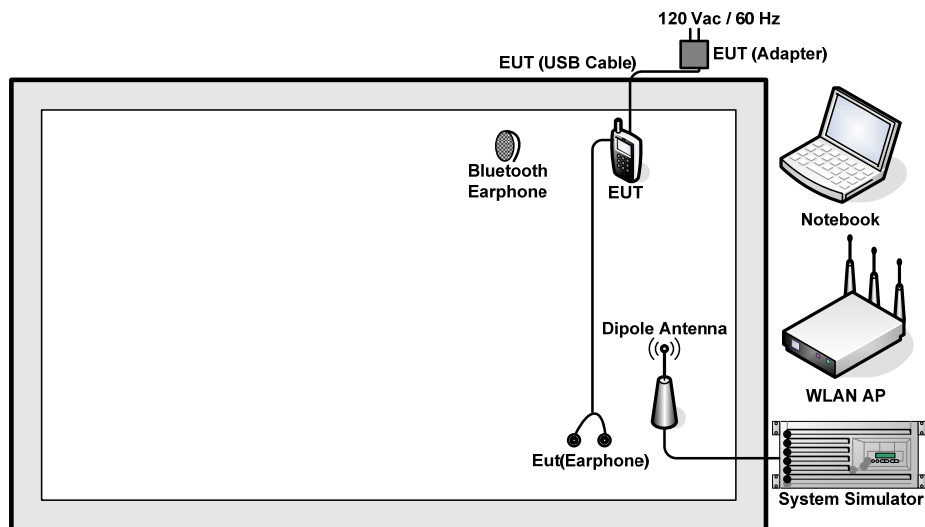 120 Vac / 60 Hz
EUT (Adapter)
EUT (USB Cable)
Bluetooth
Earphone
EUT
Notebook
Dipole Antenna
WLAN AP
Eut(Earphone)
System Simulator